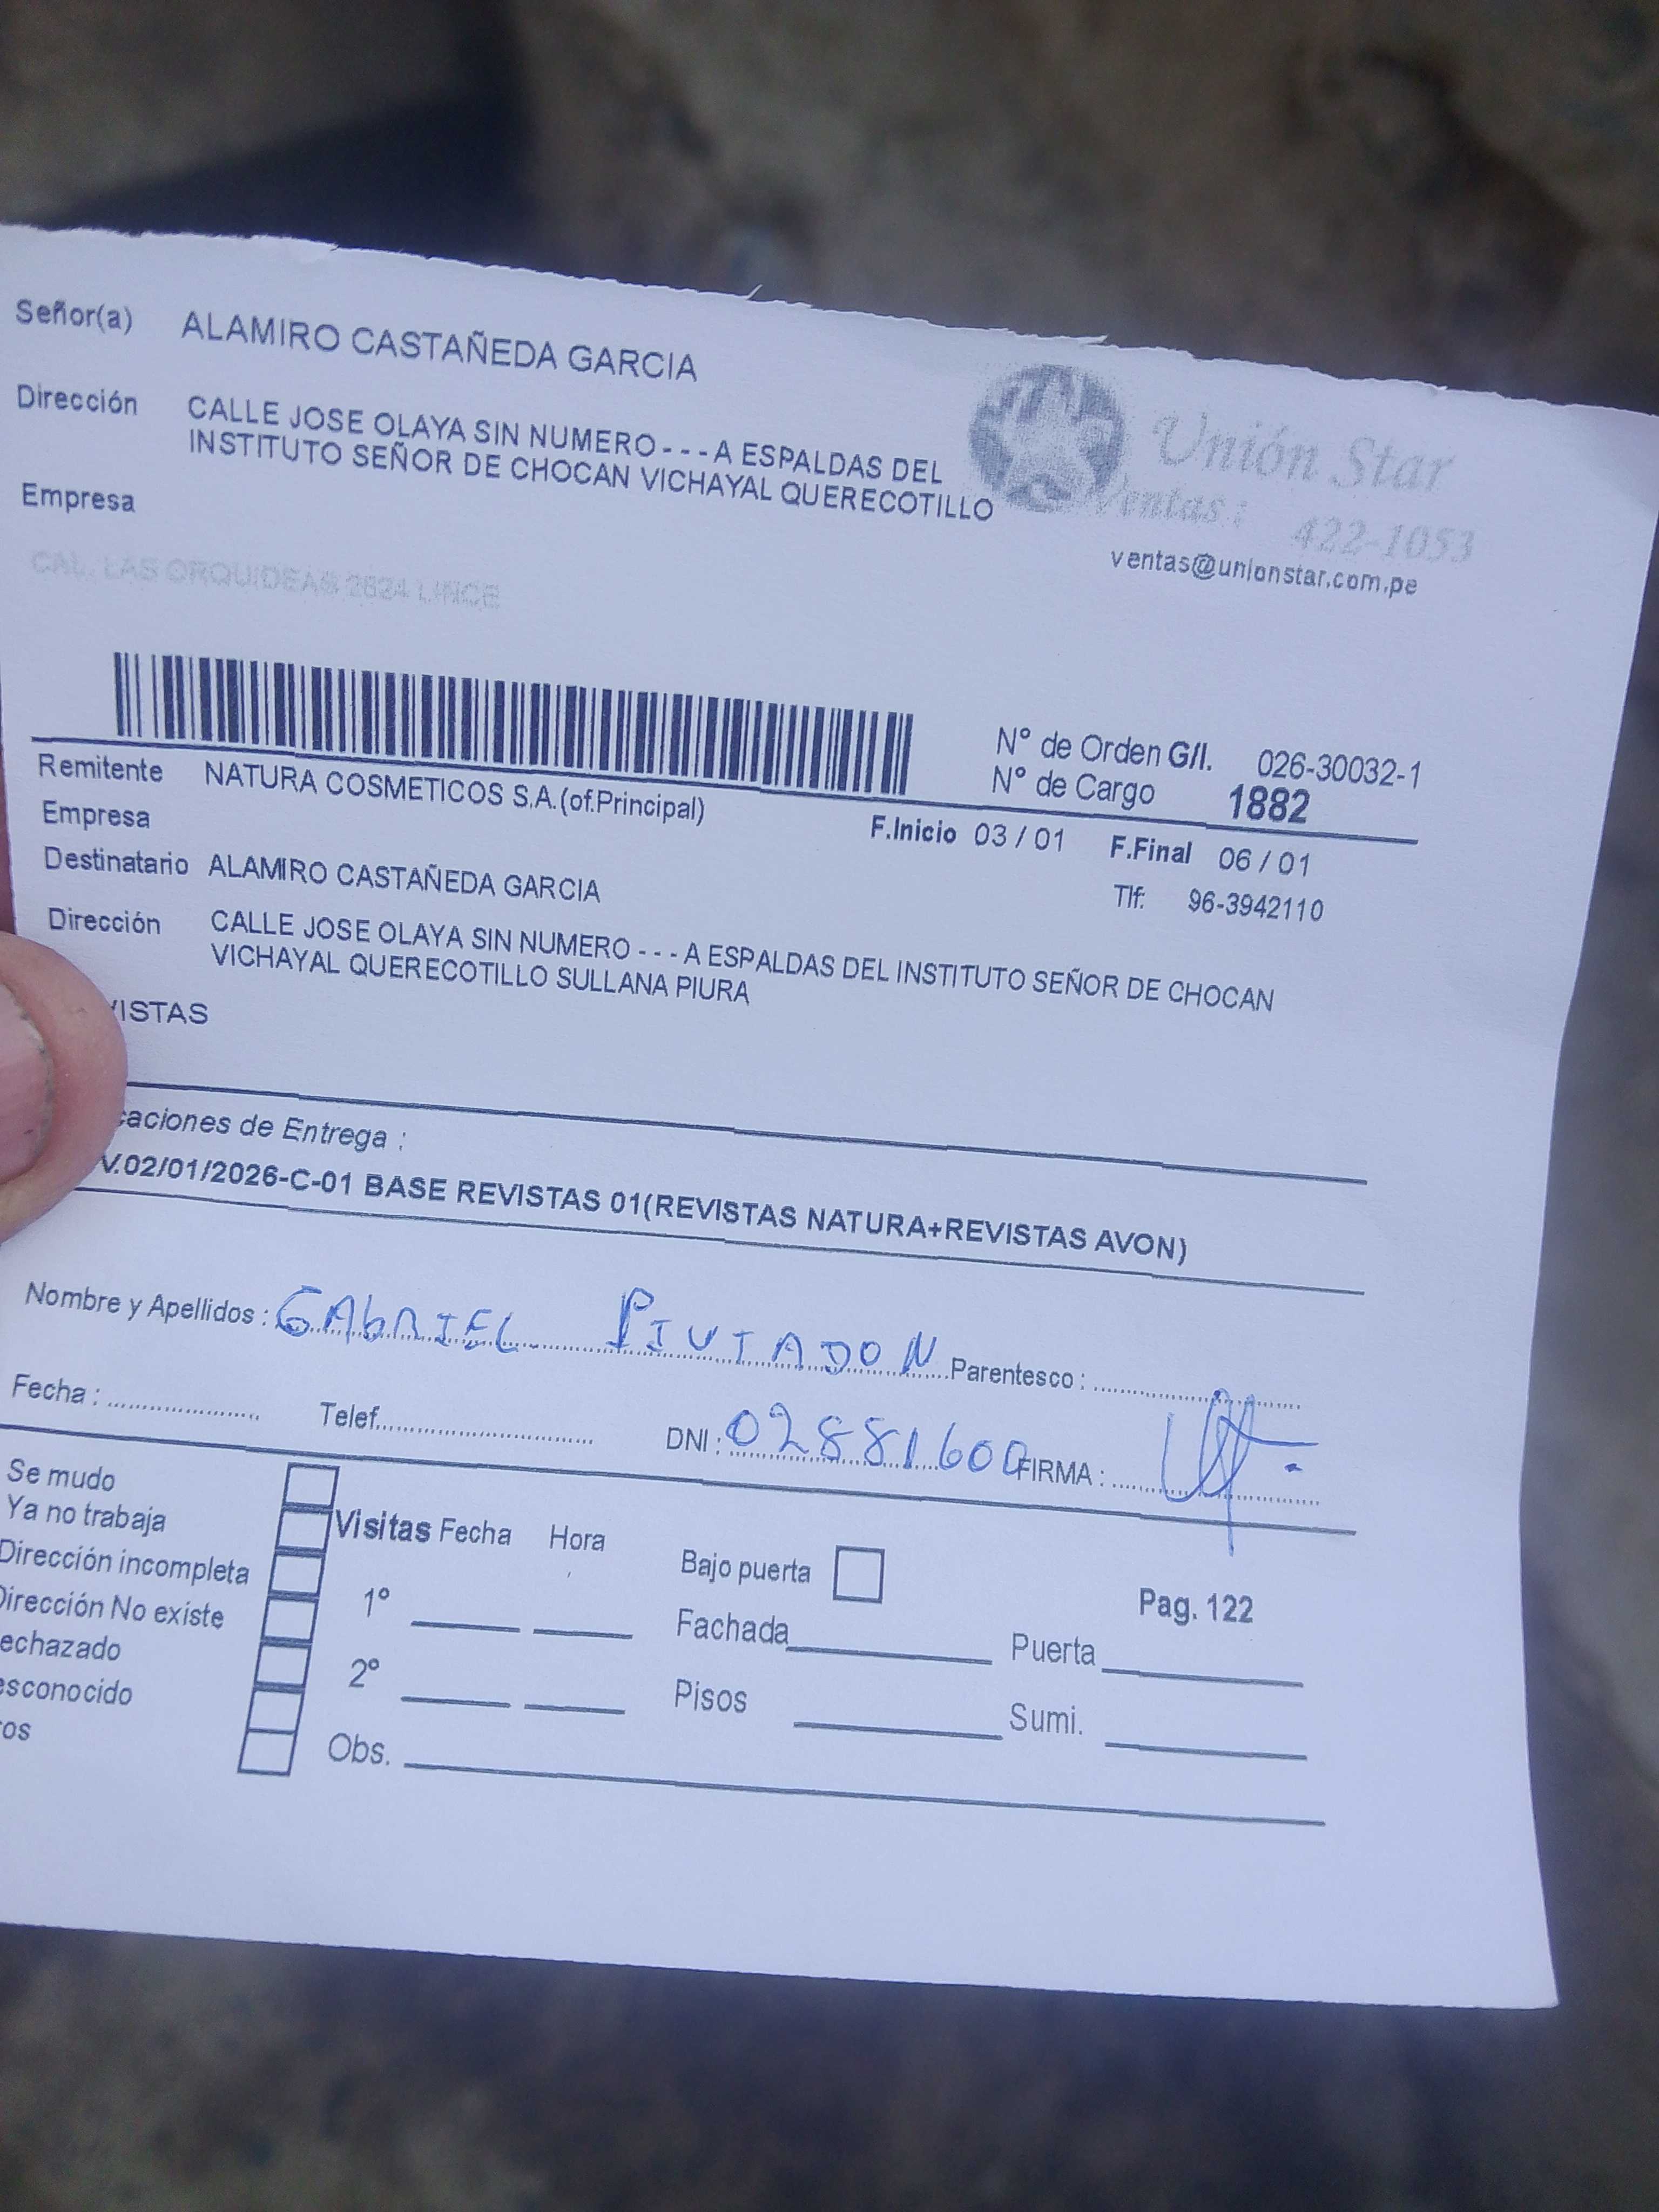 Señor(a) ALAMIRO CASTAÑEDA GARCIA
Dirección CALLE JOSE OLAYA SIN NUMERO - - - A ESPALDAS DEL
INSTITUTO SEÑOR DE CHOCAN VICHAYAL QUERECOTILLO
Unión Star
Ventas : 422-1053
ventas@unionstar.com.pe
Empresa
CAL. LAS ORQUIDEAS 2624 LINCE
Nº de Orden G/I. 026-30032-1
Nº de Cargo 1882
Remitente NATURA COSMETICOS S.A.(of.Principal)
Empresa
F.Inicio 03 / 01 F.Final 06 / 01
Destinatario ALAMIRO CASTAÑEDA GARCIA
Tlf: 96-3942110
Dirección CALLE JOSE OLAYA SIN NUMERO - - - A ESPALDAS DEL INSTITUTO SEÑOR DE CHOCAN
VICHAYAL QUERECOTILLO SULLANA PIURA
VISTAS
caciones de Entrega :
V.02/01/2026-C-01 BASE REVISTAS 01(REVISTAS NATURA+REVISTAS AVON)
Nombre y Apellidos : GAbRIEL PIVTADON Parentesco :
Fecha : Telef. DNI : 02881600 FIRMA :
Se mudo
Ya no trabaja
Dirección incompleta
Dirección No existe
echazado
esconocido
ros
Visitas Fecha Hora
1º
2º
Obs.
Bajo puerta
Fachada
Pisos
Pag. 122
Puerta
Sumi.